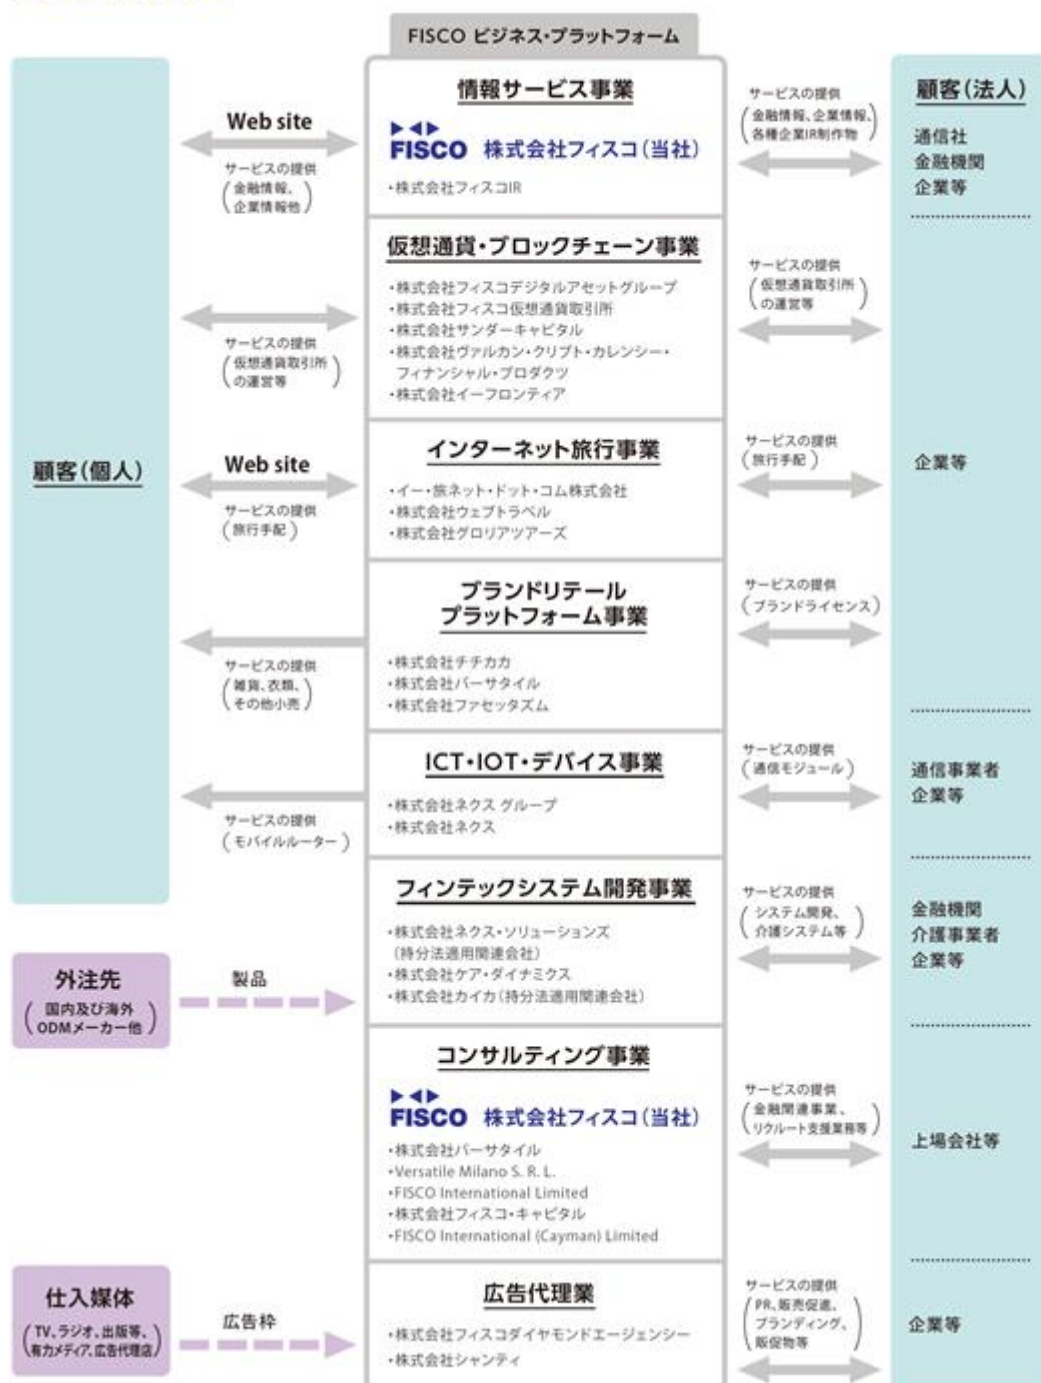 FISCO ビジネス・プラットフォーム
顧客(個人)
Web site
サービスの提供
(金融情報、
企業情報他)
サービスの提供
(仮想通貨取引所
の運営等)
Web site
サービスの提供
(旅行手配)
サービスの提供
(雑貨、衣類、
その他小売)
サービスの提供
(モバイルルーター)
外注先
(国内及び海外
ODMメーカー他)
製品
仕入媒体
(TV、ラジオ、出版等、
有力メディア、広告代理店)
広告枠
情報サービス事業
FISCO 株式会社フィスコ(当社)
・株式会社フィスコIR
仮想通貨・ブロックチェーン事業
・株式会社フィスコデジタルアセットグループ
・株式会社フィスコ仮想通貨取引所
・株式会社サンダーキャピタル
・株式会社ヴァルカン・クリプト・カレンシー・
フィナンシャル・プロダクツ
・株式会社イーフロンティア
インターネット旅行事業
・イー・旅ネット・ドット・コム株式会社
・株式会社ウェブトラベル
・株式会社グロリアツアーズ
ブランドリテール
プラットフォーム事業
・株式会社チチカカ
・株式会社バーサタイル
・株式会社ファセッタズム
ICT・IOT・デバイス事業
・株式会社ネクス グループ
・株式会社ネクス
フィンテックシステム開発事業
・株式会社ネクス・ソリューションズ
(持分法適用関連会社)
・株式会社ケア・ダイナミクス
・株式会社カイカ(持分法適用関連会社)
コンサルティング事業
FISCO 株式会社フィスコ(当社)
・株式会社バーサタイル
・Versatile Milano S. R. L.
・FISCO International Limited
・株式会社フィスコ・キャピタル
・FISCO International (Cayman) Limited
広告代理業
・株式会社フィスコダイヤモンドエージェンシー
・株式会社シャンティ
サービスの提供
(金融情報、企業情報、
各種企業IR制作物)
サービスの提供
(仮想通貨取引所
の運営等)
サービスの提供
(旅行手配)
サービスの提供
(ブランドライセンス)
サービスの提供
(通信モジュール)
サービスの提供
(システム開発、
介護システム等)
サービスの提供
(金融関連事業、
リクルート支援業務等)
サービスの提供
(PR、販売促進、
ブランディング、
販促物等)
顧客(法人)
通信社
金融機関
企業等
企業等
通信事業者
企業等
金融機関
介護事業者
企業等
上場会社等
企業等